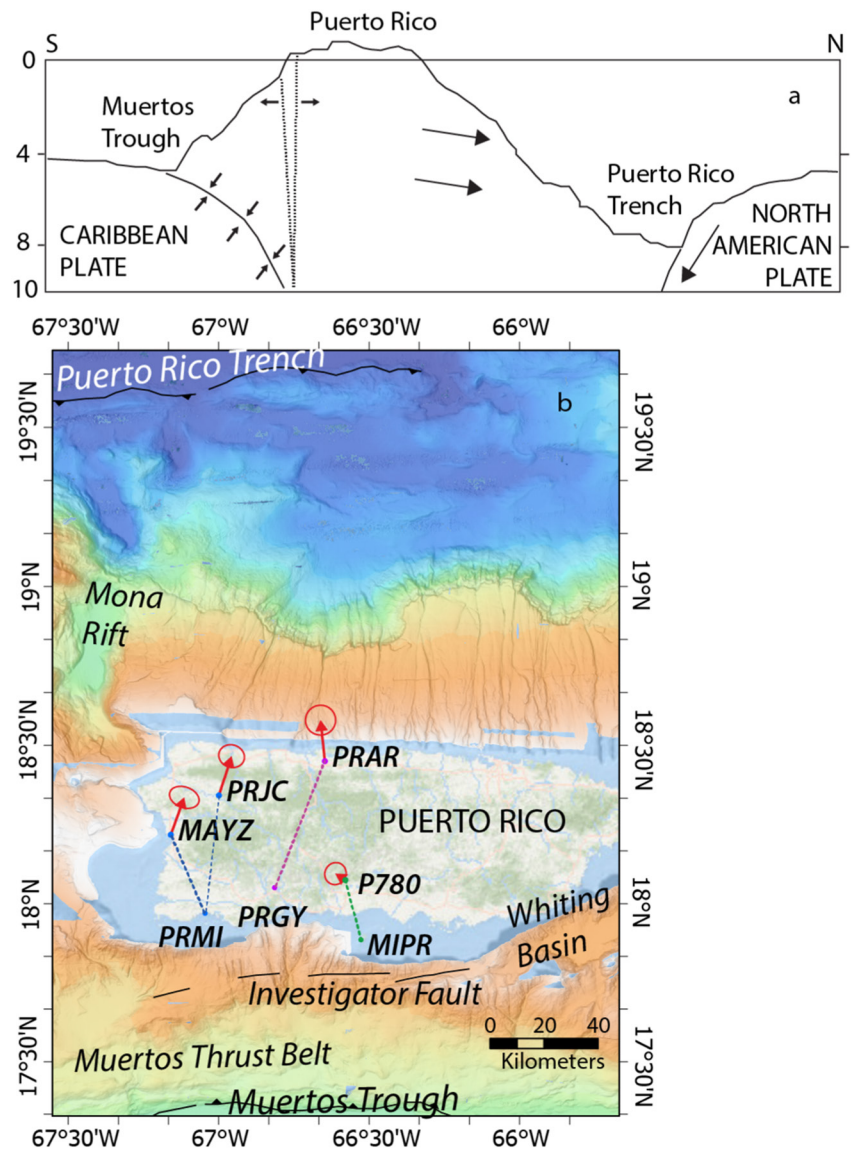 Puerto Rico
S
N
0
a
Muertos
Trough
4
Puerto Rico
Trench
NORTH
AMERICAN
PLATE
CARIBBEAN
PLATE
8
10
67°30'W 67°W 66°30'W 66°W
Puerto Rico Trench
b
19°30'N
19°30'N
19°N
19°N
Mona
Rift
18°30'N
18°30'N
PRAR
PRJC
MAYZ
PUERTO RICO
P780
18°N
18°N
PRGY
Whiting
Basin
PRMI
MIPR
Investigator Fault
0 20 40
Kilometers
17°30'N
17°30'N
Muertos Thrust Belt
Muertos Trough
67°30'W 67°W 66°30'W 66°W